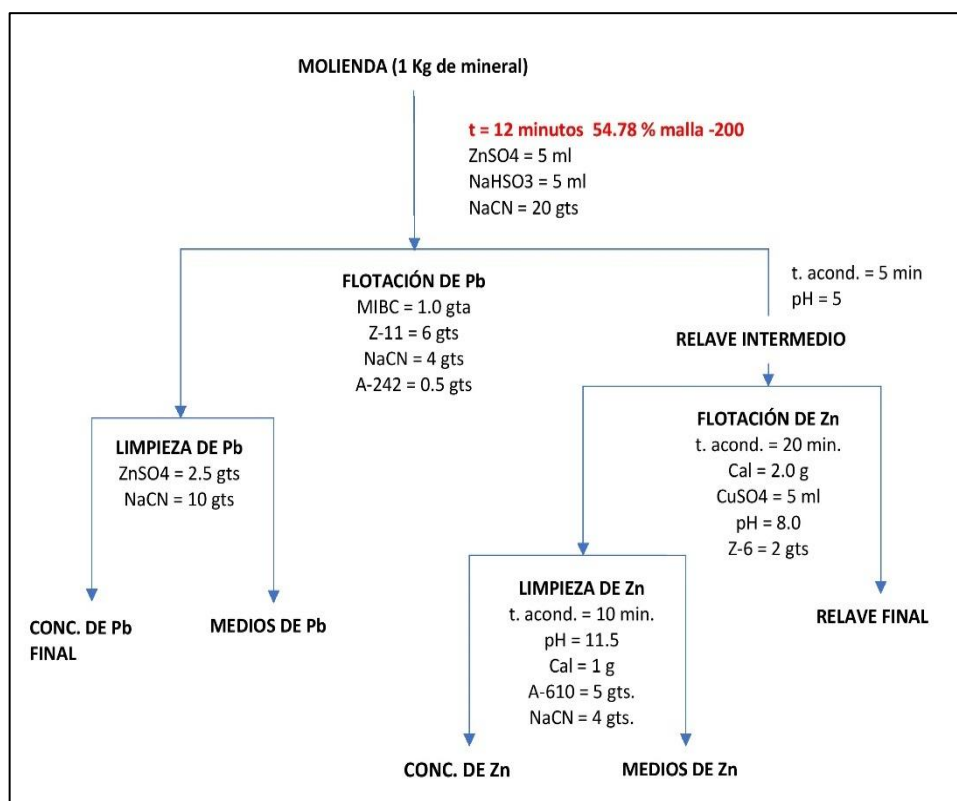 MOLIENDA (1 Kg de mineral)
t = 12 minutos  54.78 % malla -200
ZnSO4 = 5 ml
NaHSO3 = 5 ml
NaCN = 20 gts
t. acond. = 5 min
pH = 5
FLOTACIÓN DE Pb
MIBC = 1.0 gta
Z-11 = 6 gts
NaCN = 4 gts
A-242 = 0.5 gts
RELAVE INTERMEDIO
LIMPIEZA DE Pb
ZnSO4 = 2.5 gts
NaCN = 10 gts
FLOTACIÓN DE Zn
t. acond. = 20 min.
Cal = 2.0 g
CuSO4 = 5 ml
pH = 8.0
Z-6 = 2 gts
CONC. DE Pb
FINAL
MEDIOS DE Pb
LIMPIEZA DE Zn
t. acond. = 10 min.
pH = 11.5
Cal = 1 g
A-610 = 5 gts.
NaCN = 4 gts.
RELAVE FINAL
CONC. DE Zn
MEDIOS DE Zn